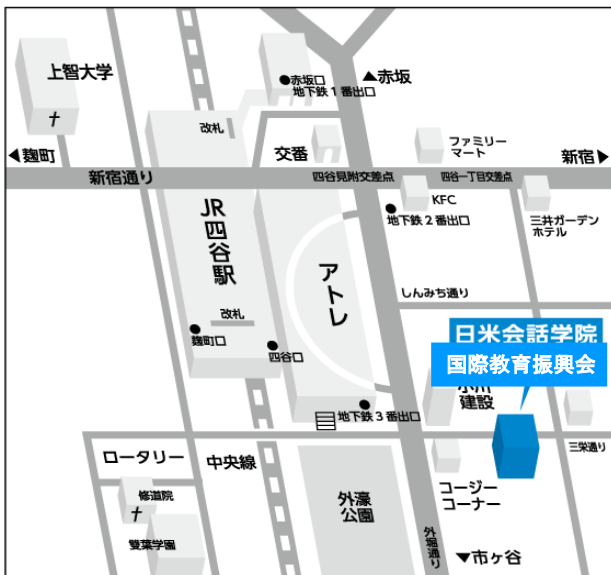 上智大学
赤坂口
地下鉄1番出口
▲赤坂
改札
交番
ファミリー
マート
◀麹町
新宿▶
新宿通り
四谷見附交差点
四谷一丁目交差点
KFC
地下鉄2番出口
三井ガーデン
ホテル
JR四谷駅
アトレ
しんみち通り
改札
麹町口
四谷口
日米会話学院
国際教育振興会
小川
建設
地下鉄3番出口
三栄通り
ロータリー
中央線
修道院
雙葉学園
外濠
公園
コージー
コーナー
外堀通り
▼市ヶ谷